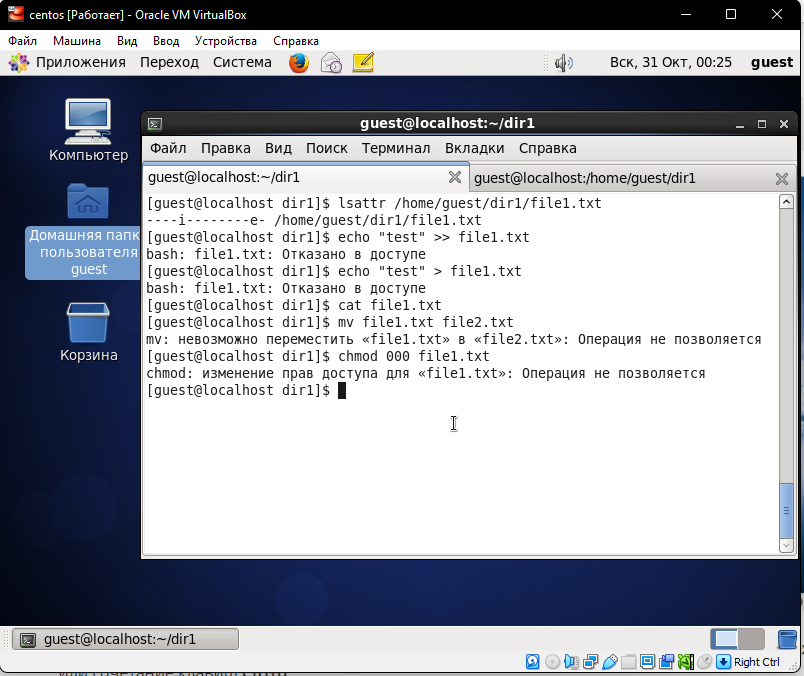 centos [Работает] - Oracle VM VirtualBox
Файл Машина Вид Ввод Устройства Справка
Приложения Переход Система Вск, 31 Окт, 00:25 guest
Компьютер
Домашняя папк
пользователя
guest
Корзина
guest@localhost:~/dir1
Файл Правка Вид Поиск Терминал Вкладки Справка
guest@localhost:~/dir1 guest@localhost:/home/guest/dir1
[guest@localhost dir1]$ lsattr /home/guest/dir1/file1.txt
----i--------e- /home/guest/dir1/file1.txt
[guest@localhost dir1]$ echo "test" >> file1.txt
bash: file1.txt: Отказано в доступе
[guest@localhost dir1]$ echo "test" > file1.txt
bash: file1.txt: Отказано в доступе
[guest@localhost dir1]$ cat file1.txt
[guest@localhost dir1]$ mv file1.txt file2.txt
mv: невозможно переместить «file1.txt» в «file2.txt»: Операция не позволяется
[guest@localhost dir1]$ chmod 000 file1.txt
chmod: изменение прав доступа для «file1.txt»: Операция не позволяется
[guest@localhost dir1]$
guest@localhost:~/dir1
Right Ctrl